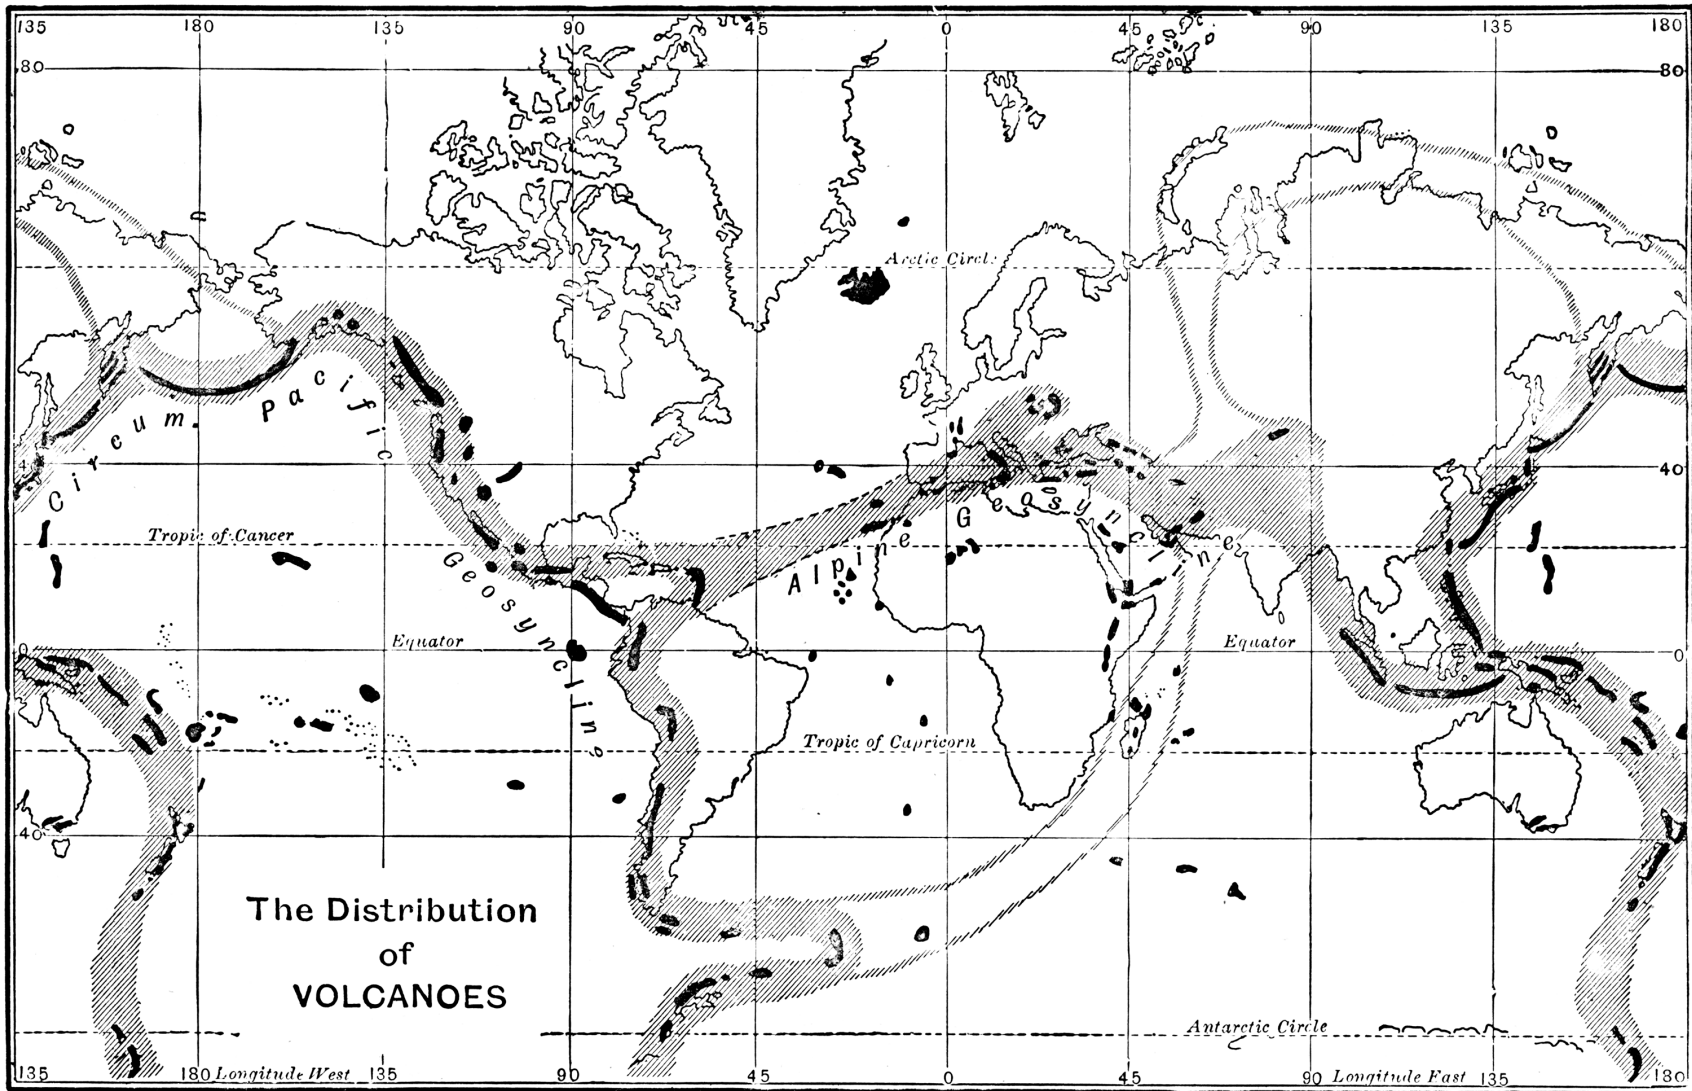 135 180 135 90 45 0 45 90 135 180
80 80
Arctic Circle
Circum Pacific Geosyncline
40 40
Alpine Geosyncline
Tropic of Cancer
0 Equator Equator 0
Tropic of Capricorn
40
The Distribution
of
VOLCANOES
Antarctic Circle
135 180 Longitude West 135 90 45 0 45 90 Longitude East 135 180